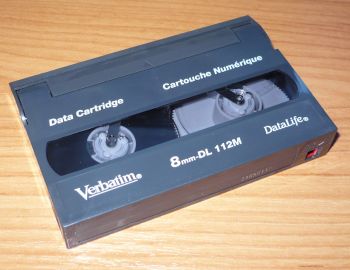 Data Cartridge
Cartouche Numérique
8mm-DL 112M
Verbatim®
DataLife®